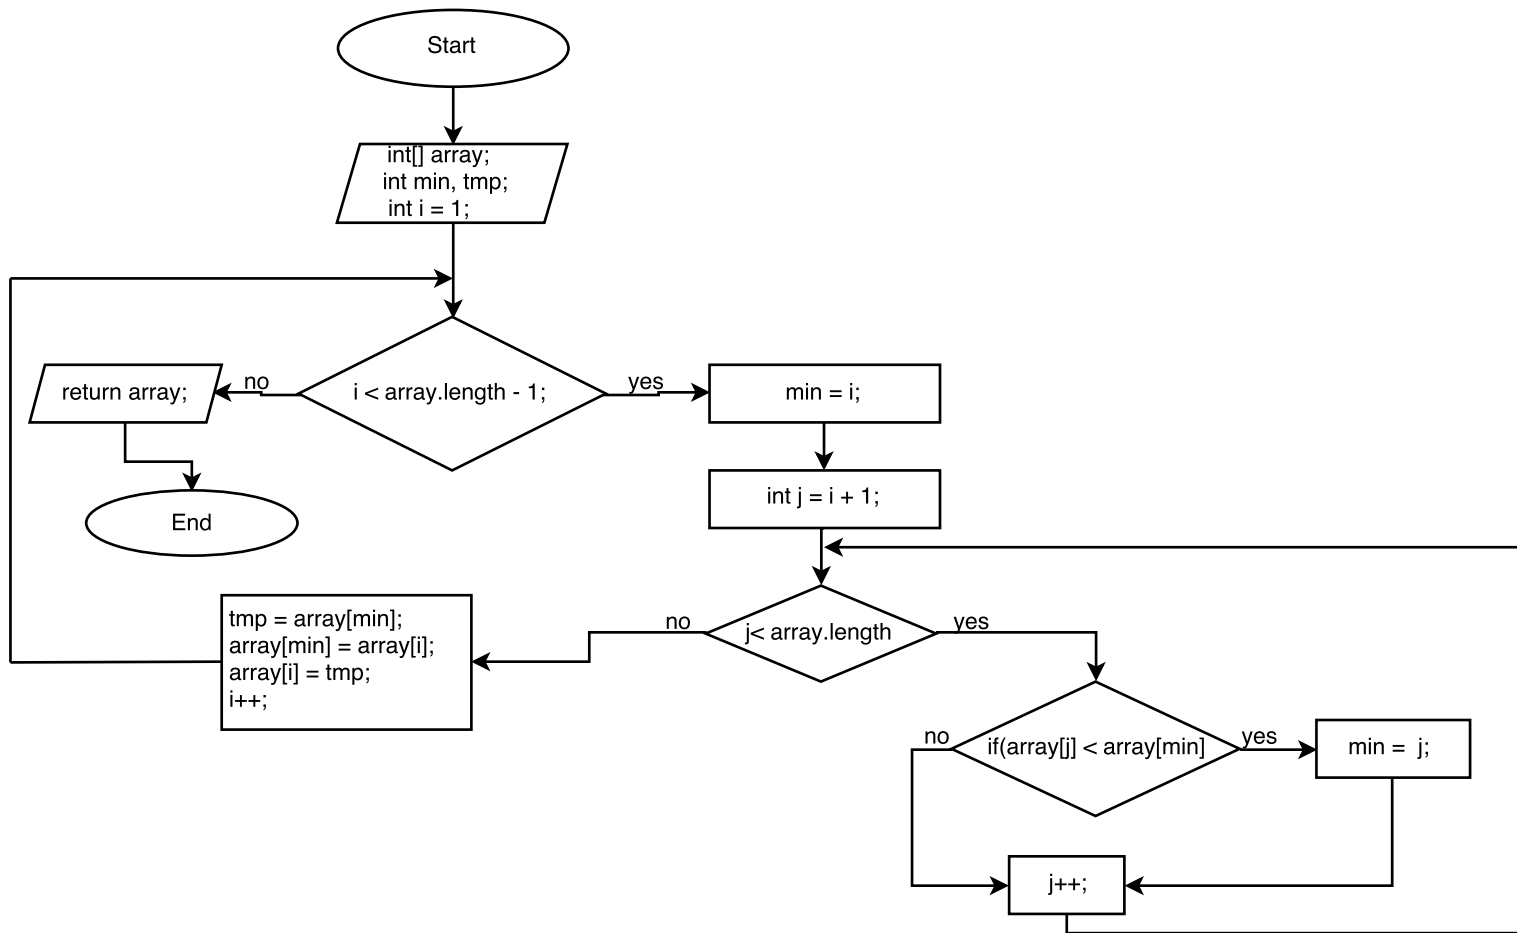 Start
int[] array;
int min, tmp;
int i = 1;
i < array.length - 1;
no
yes
return array;
min = i;
int j = i + 1;
End
j< array.length
no
yes
tmp = array[min];
array[min] = array[i];
array[i] = tmp;
i++;
if(array[j] < array[min]
no
yes
min =  j;
j++;